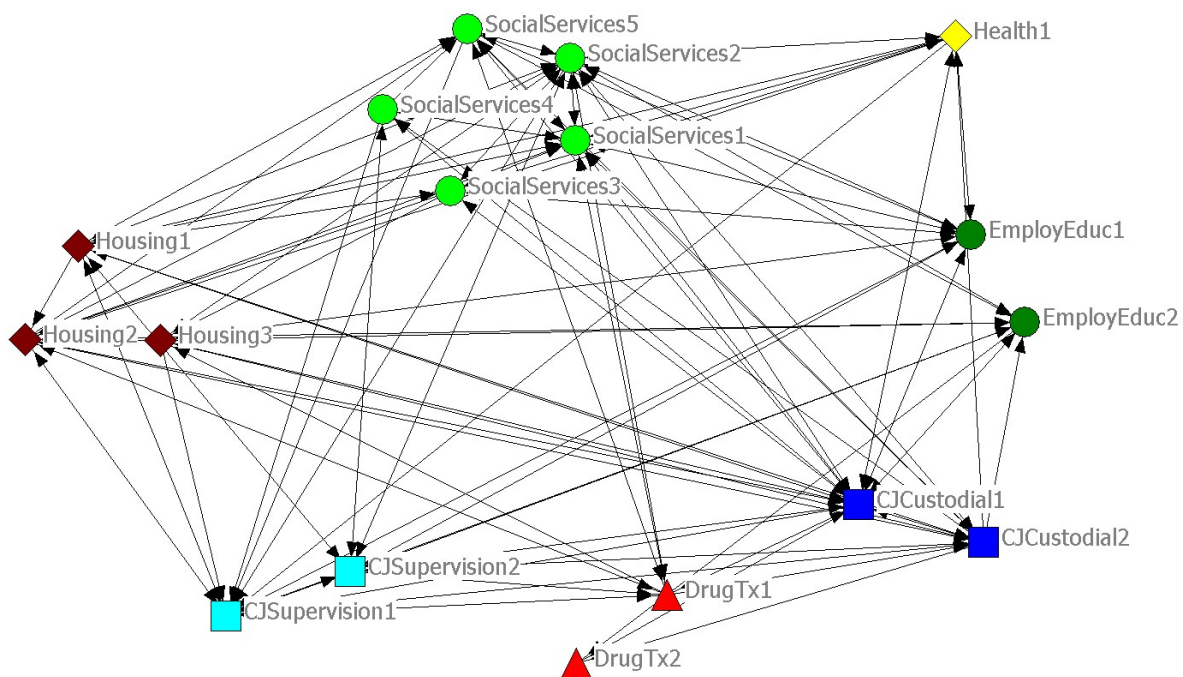 SocialServices5
SocialServices2
Health1
SocialServices4
SocialServices1
SocialServices3
Housing1
EmployEduc1
Housing2
Housing3
EmployEduc2
CJCustodial1
CJCustodial2
CJSupervision2
DrugTx1
CJSupervision1
DrugTx2